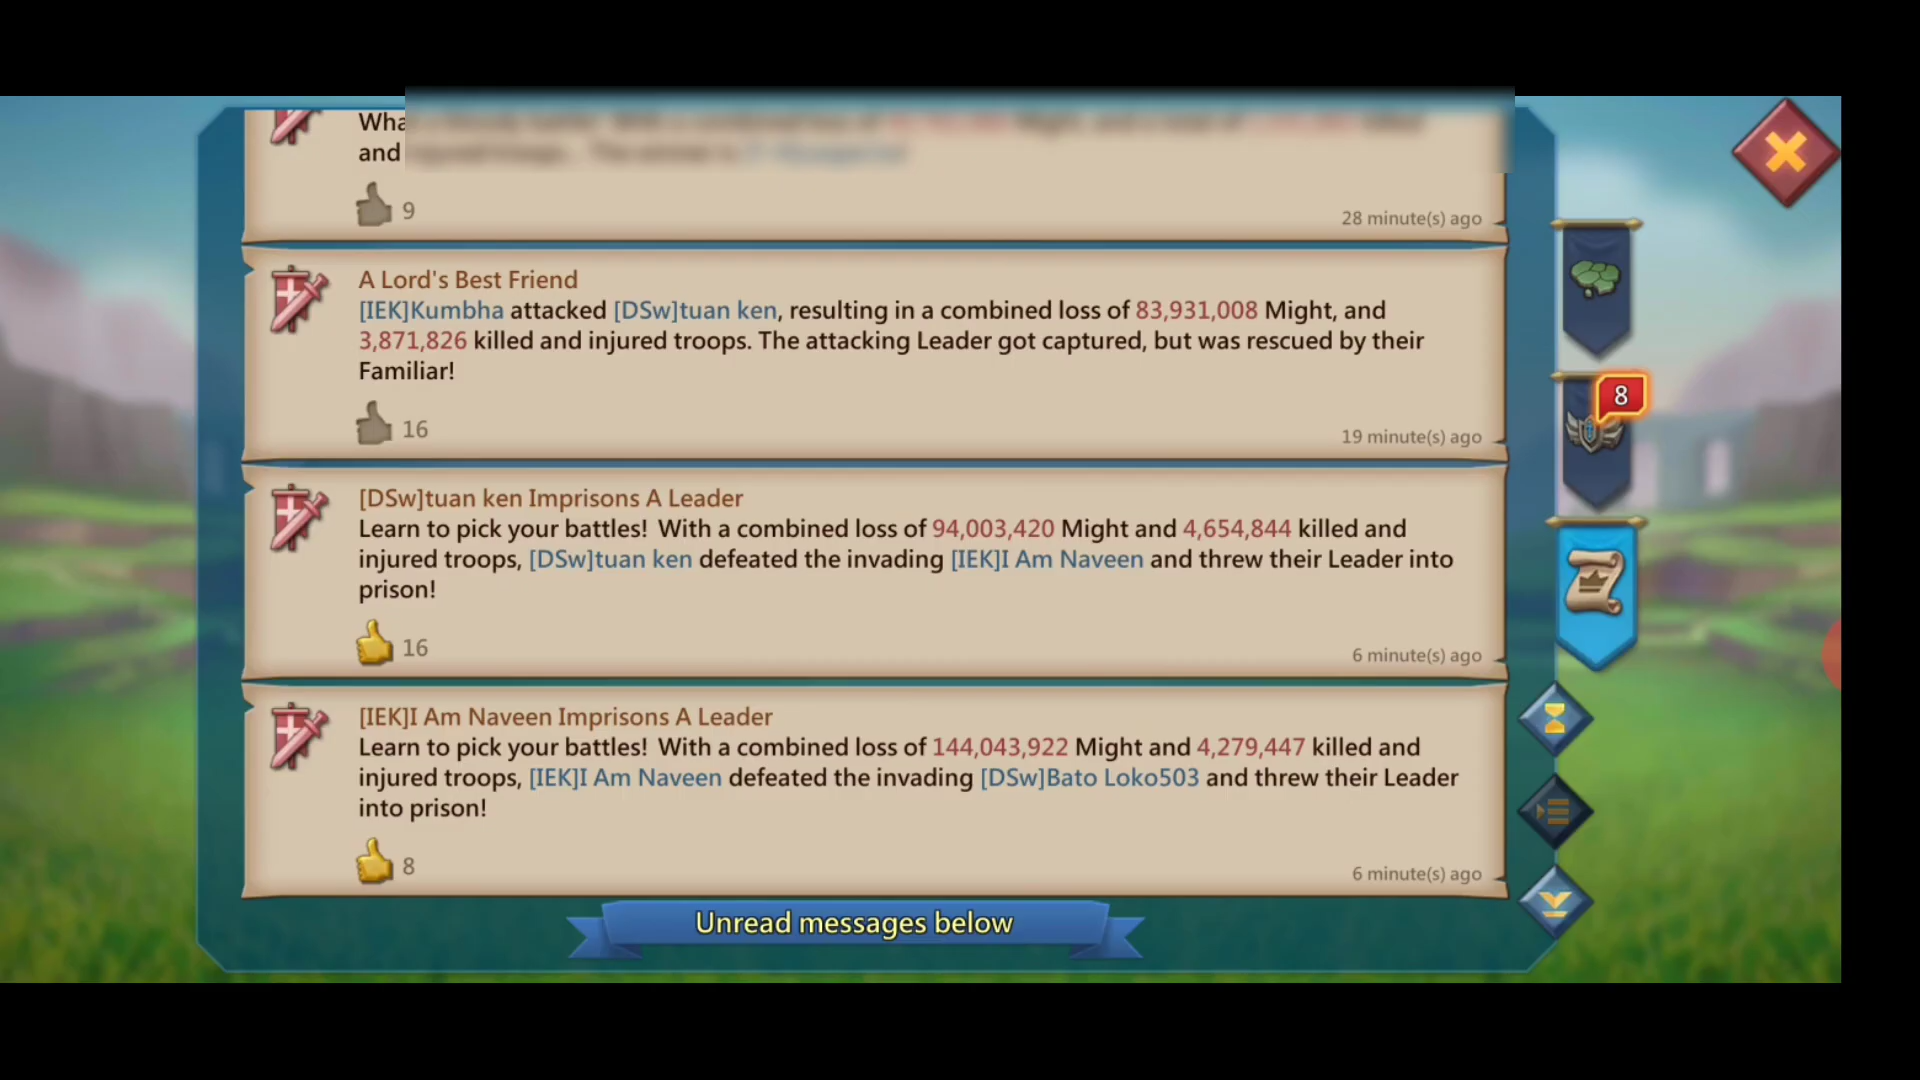 Wha
and
9
28 minute(s) ago
A Lord's Best Friend
[IEK]Kumbha attacked [DSw]tuan ken, resulting in a combined loss of 83,931,008 Might, and
3,871,826 killed and injured troops. The attacking Leader got captured, but was rescued by their
Familiar!
16
19 minute(s) ago
8
[DSw]tuan ken Imprisons A Leader
Learn to pick your battles! With a combined loss of 94,003,420 Might and 4,654,844 killed and
injured troops, [DSw]tuan ken defeated the invading [IEK]I Am Naveen and threw their Leader into
prison!
16
6 minute(s) ago
[IEK]I Am Naveen Imprisons A Leader
Learn to pick your battles! With a combined loss of 144,043,922 Might and 4,279,447 killed and
injured troops, [IEK]I Am Naveen defeated the invading [DSw]Bato Loko503 and threw their Leader
into prison!
8
6 minute(s) ago
Unread messages below